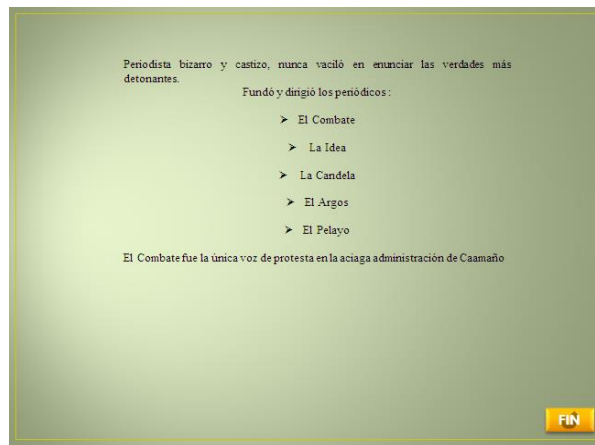 Periodista bizarro y castizo, nunca vaciló en enunciar las verdades más
detonantes.
Fundó y dirigió los periódicos :
➤ El Combate
➤ La Idea
➤ La Candela
➤ El Argos
➤ El Pelayo
El Combate fue la única voz de protesta en la aciaga administración de Caamaño
FIN